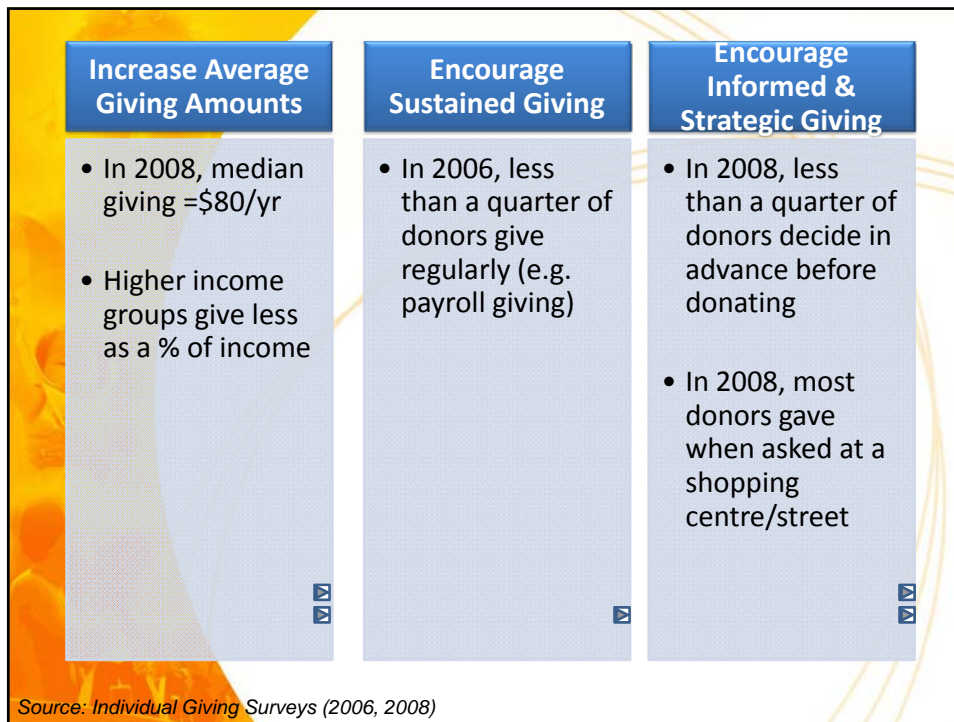 Increase Average
Giving Amounts
• In 2008, median
giving =$80/yr
• Higher income
groups give less
as a % of income
Encourage
Sustained Giving
• In 2006, less
than a quarter of
donors give
regularly (e.g.
payroll giving)
Encourage
Informed &
Strategic Giving
• In 2008, less
than a quarter of
donors decide in
advance before
donating
• In 2008, most
donors gave
when asked at a
shopping
centre/street
Source: Individual Giving Surveys (2006, 2008)